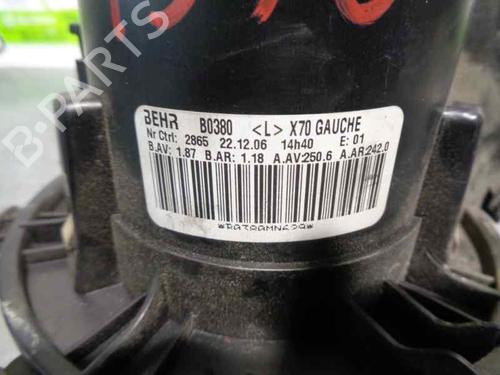 BEHR B0380 <L> X70 GAUCHE
Nr Ctrl: 2865 22.12.06 14h40 E: 01
B.AV: 1.87 B.AR: 1.18 A.AV:250.6 A.AR:242.0
*B0380MN629*
B-PARTS